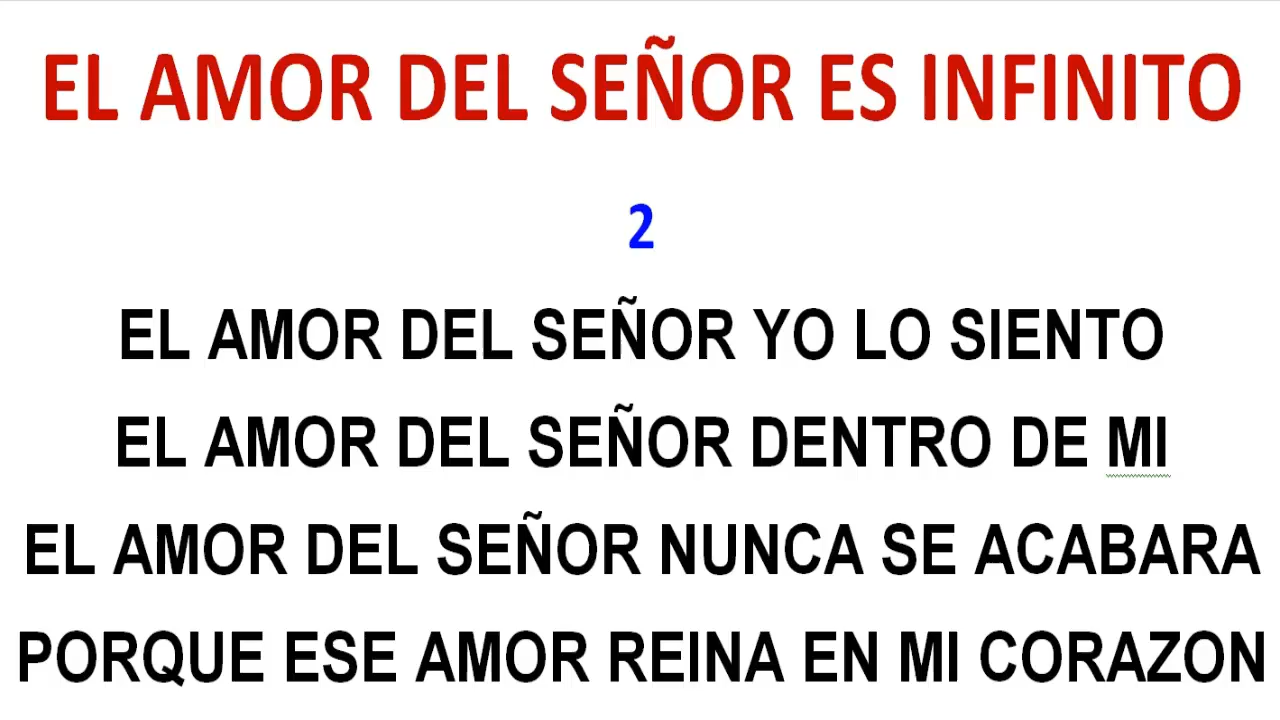 EL AMOR DEL SEÑOR ES INFINITO
2
EL AMOR DEL SEÑOR YO LO SIENTO
EL AMOR DEL SEÑOR DENTRO DE MI
EL AMOR DEL SEÑOR NUNCA SE ACABARA
PORQUE ESE AMOR REINA EN MI CORAZON